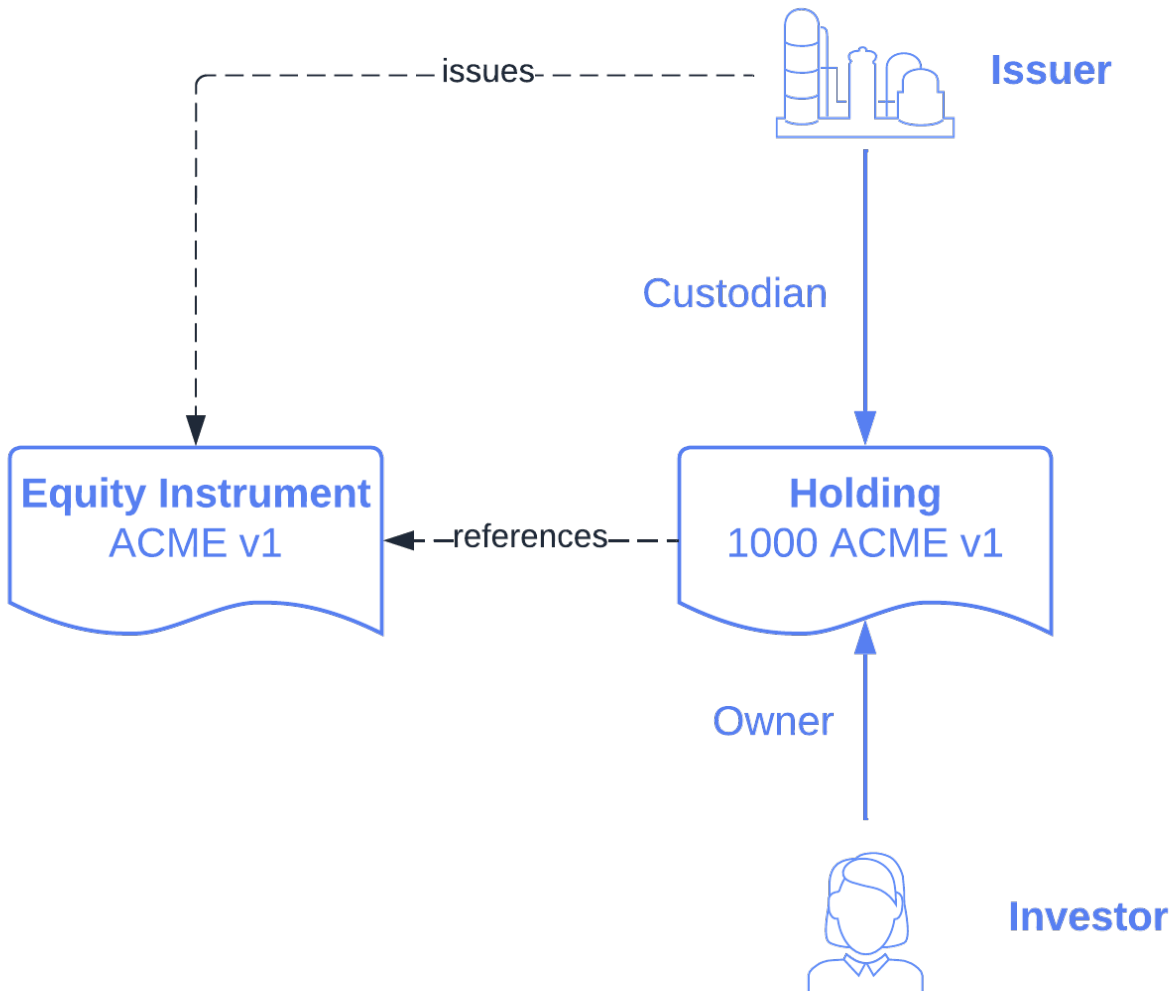 issues
Issuer
Custodian
Equity Instrument
ACME v1
references
Holding
1000 ACME v1
Owner
Investor